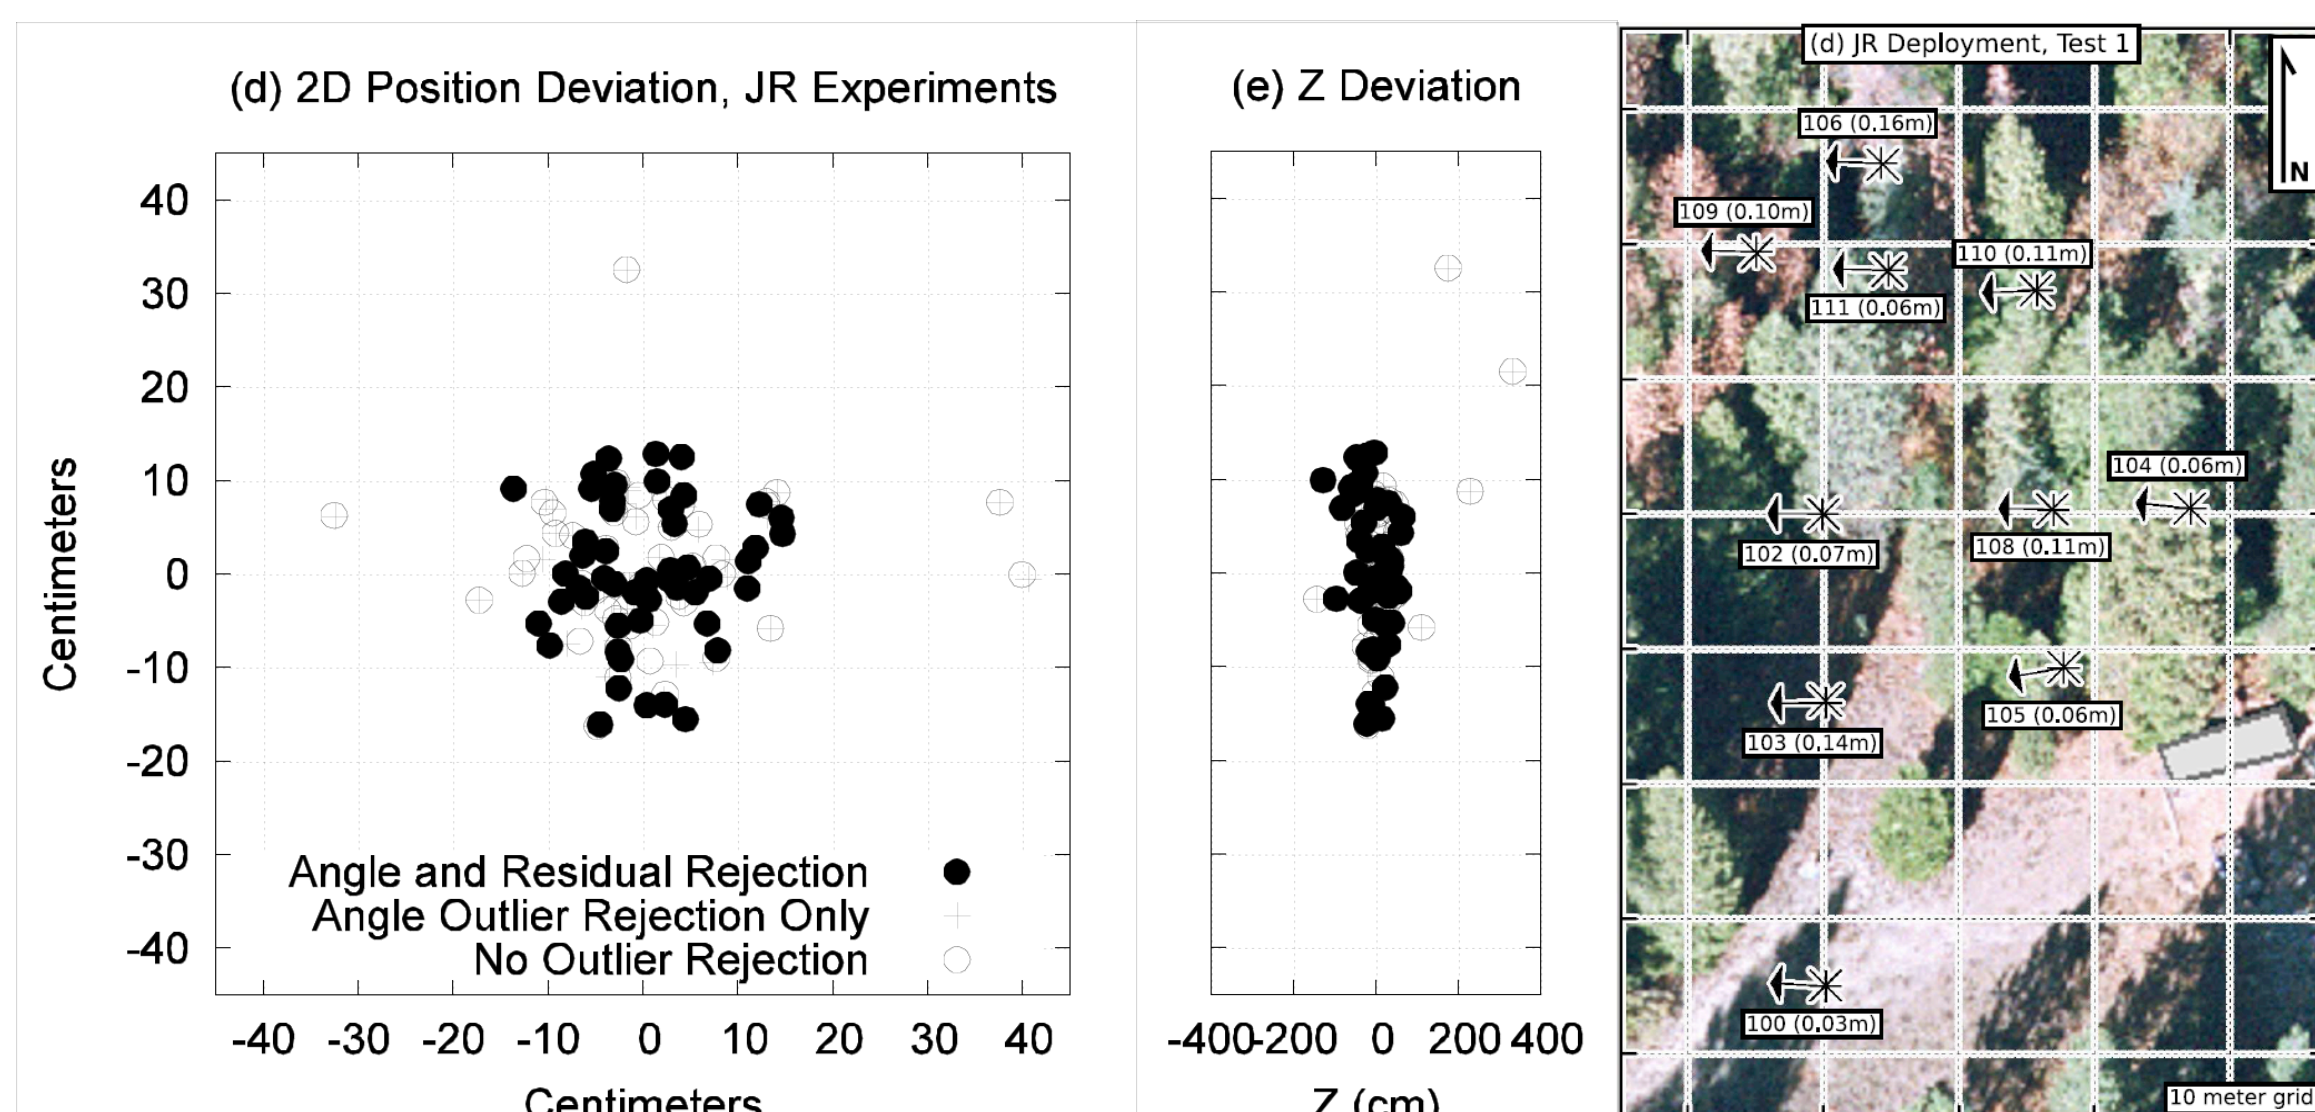 (d) 2D Position Deviation, JR Experiments
40
30
20
10
0
-10
-20
-30
-40
Centimeters
Angle and Residual Rejection
Angle Outlier Rejection Only
No Outlier Rejection
-40 -30 -20 -10 0 10 20 30 40
Centimeters
(e) Z Deviation
-400 -200 0 200 400
Z (cm)
(d) JR Deployment, Test 1
N
106 (0.16m)
109 (0.10m)
110 (0.11m)
111 (0.06m)
104 (0.06m)
102 (0.07m)
108 (0.11m)
105 (0.06m)
103 (0.14m)
100 (0.03m)
10 meter grid